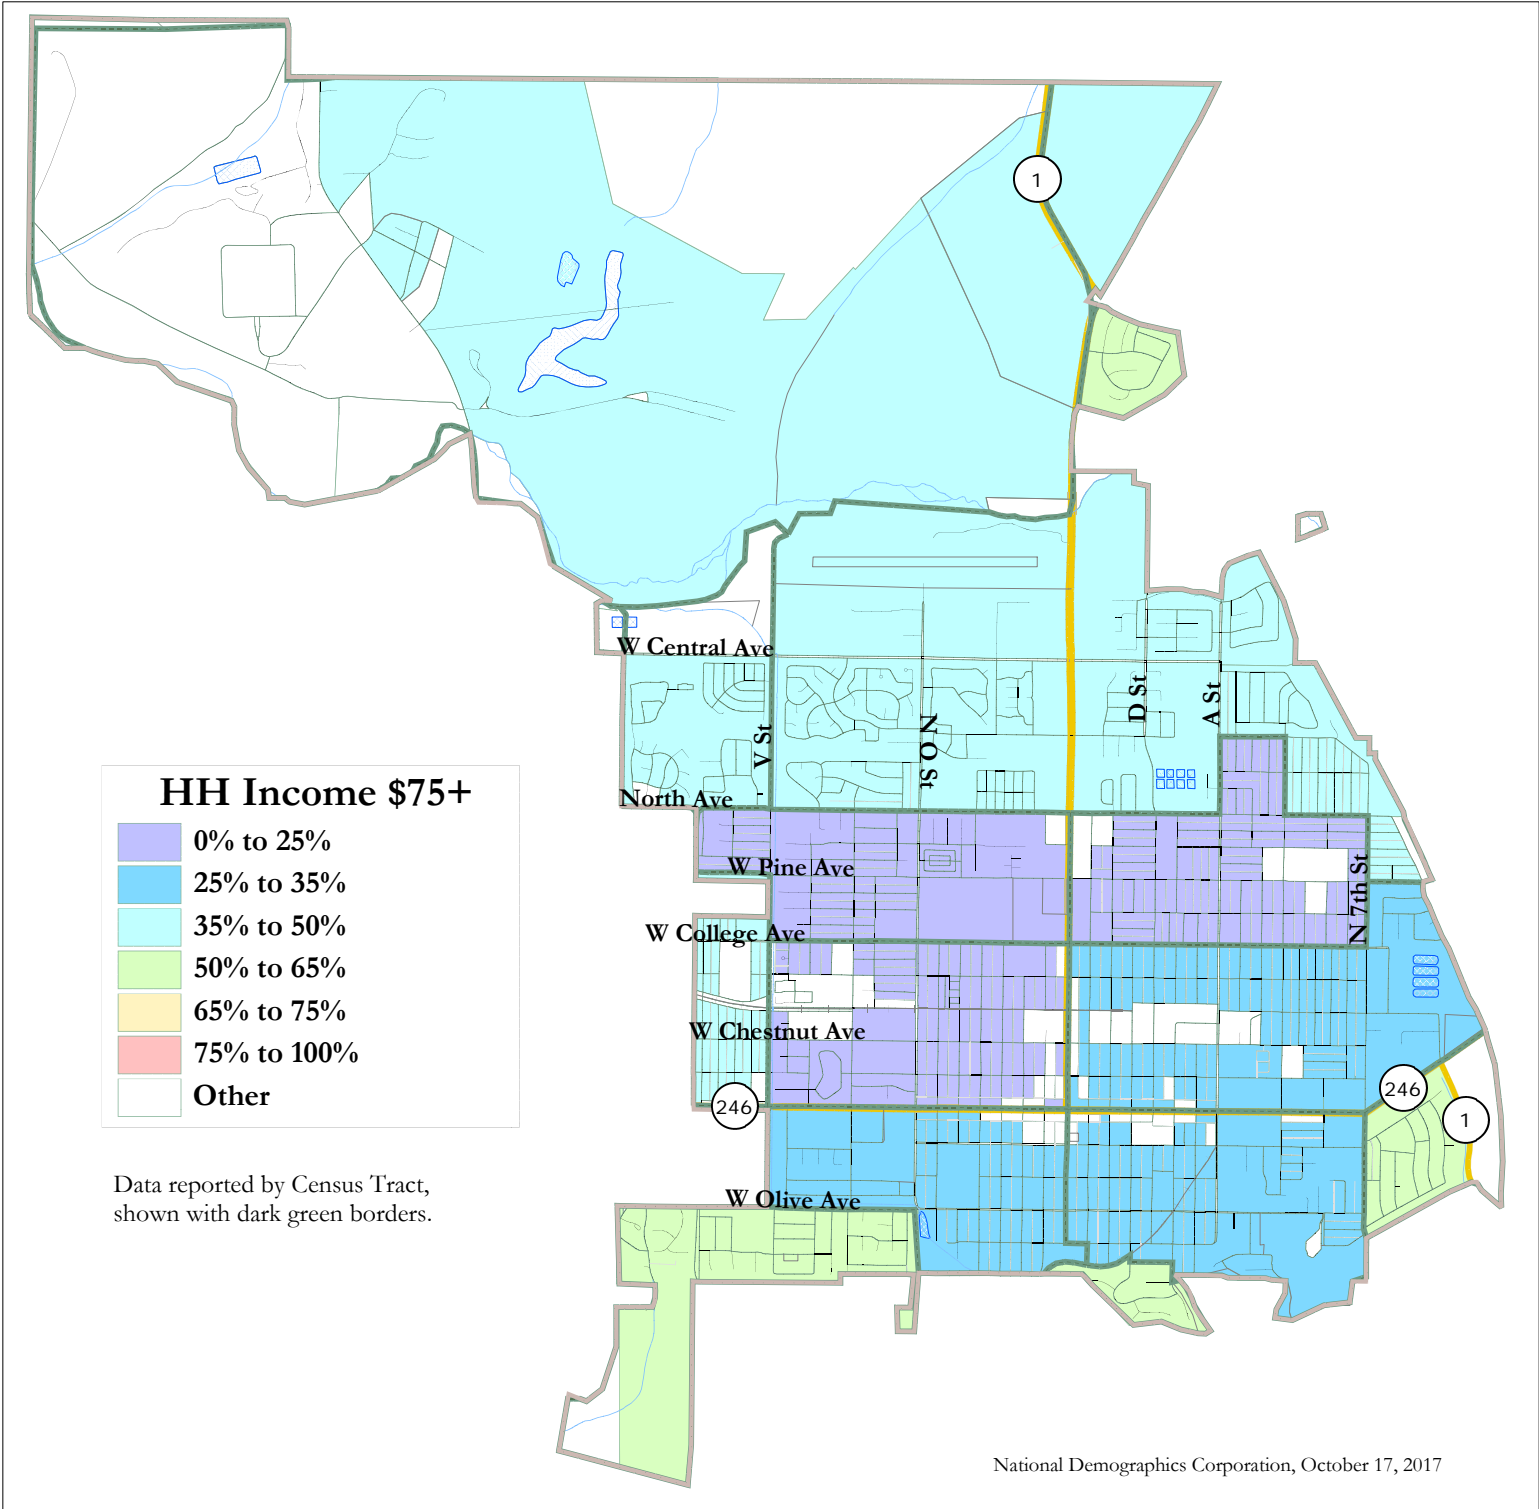 1
W Central Ave
D St
A St
V St
N O St
North Ave
W Pine Ave
N 7th St
W College Ave
W Chestnut Ave
246
246
1
W Olive Ave
HH Income $75+
0% to 25%
25% to 35%
35% to 50%
50% to 65%
65% to 75%
75% to 100%
Other
Data reported by Census Tract,
shown with dark green borders.
National Demographics Corporation, October 17, 2017